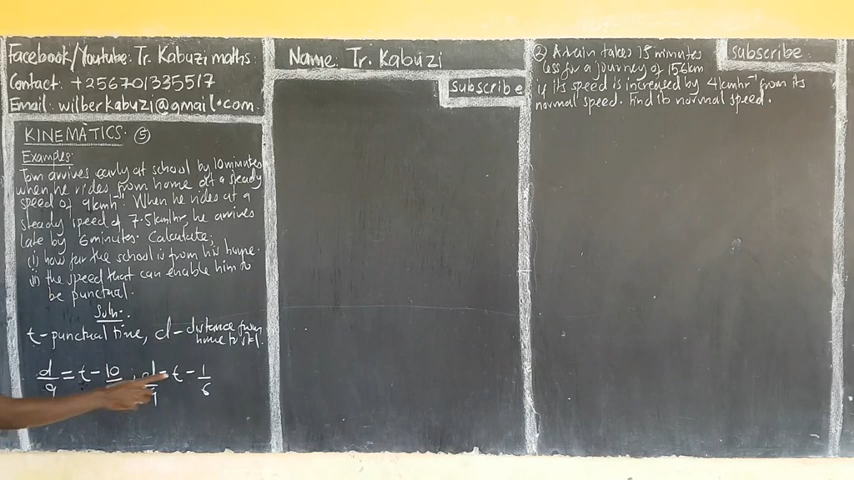 Facebook/Youtube: Tr. Kabuzi maths.
Contact: +256701335517
Email: wilberkabuzi@gmail.com.
KINEMATICS. (5)
Examples:
Tom arrives early at school by 10minutes
when he rides from home at a steady
speed of 9kmh⁻¹. When he rides at a
steady speed of 7.5km/hr, he arrives
late by 6minutes. Calculate;
(i) how far the school is from his home.
(ii) the speed that can enable him to
be punctual.
Soln.
t-punctual time, d-distance from
home to
d/9 = t - 10
= t - 1/6
Name: Tr. Kabuzi
subscribe
subscribe
(2) A train takes 15 minutes
less for a journey of 156km
if its speed is increased by 4kmhr⁻¹ from its
normal speed. Find its normal speed.